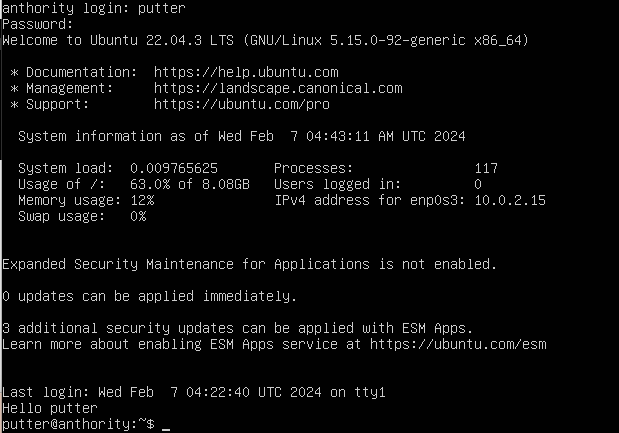 anthority login: putter
Password:
Welcome to Ubuntu 22.04.3 LTS (GNU/Linux 5.15.0-92-generic x86_64)
* Documentation:  https://help.ubuntu.com
* Management:     https://landscape.canonical.com
* Support:        https://ubuntu.com/pro
System information as of Wed Feb  7 04:43:11 AM UTC 2024
System load:  0.009765625       Processes:               117
Usage of /:   63.0% of 8.08GB   Users logged in:         0
Memory usage: 12%               IPv4 address for enp0s3: 10.0.2.15
Swap usage:   0%
Expanded Security Maintenance for Applications is not enabled.
0 updates can be applied immediately.
3 additional security updates can be applied with ESM Apps.
Learn more about enabling ESM Apps service at https://ubuntu.com/esm
Last login: Wed Feb  7 04:22:40 UTC 2024 on tty1
Hello putter
putter@anthority:~$ _